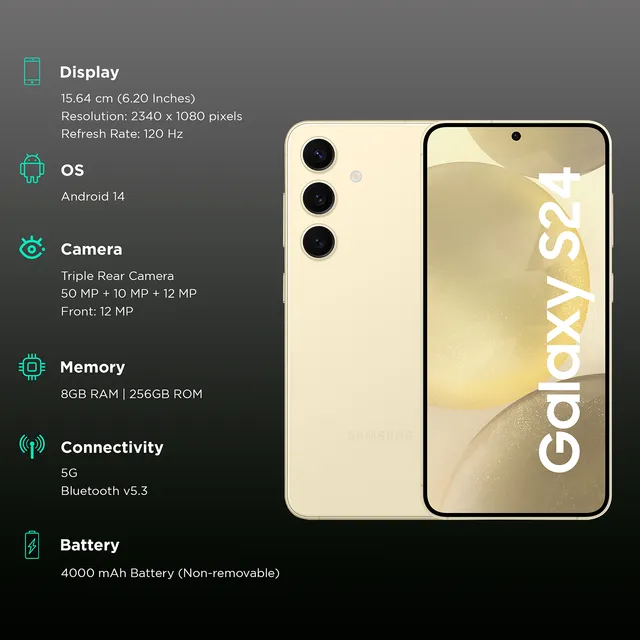 Display
15.64 cm (6.20 Inches)
Resolution: 2340 x 1080 pixels
Refresh Rate: 120 Hz
OS
Android 14
Camera
Triple Rear Camera
50 MP + 10 MP + 12 MP
Front: 12 MP
Memory
8GB RAM | 256GB ROM
Connectivity
5G
Bluetooth v5.3
Battery
4000 mAh Battery (Non-removable)
SAMSUNG
Galaxy S24